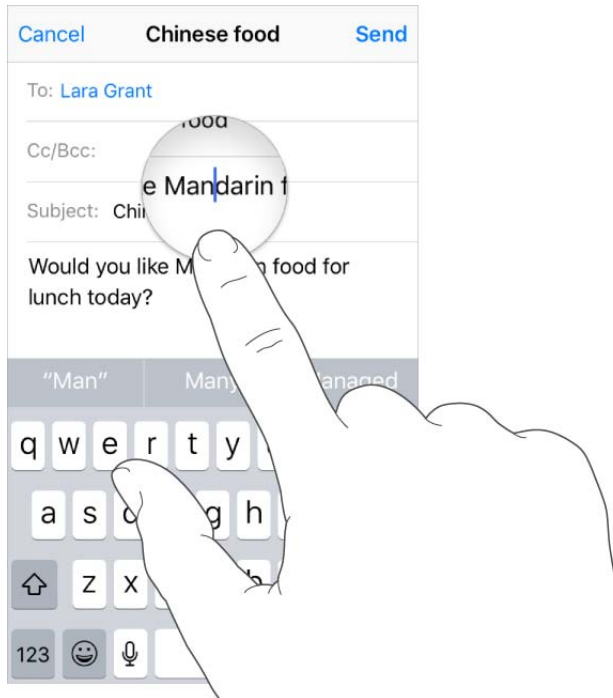 Cancel Chinese food Send
To: Lara Grant
food
Cc/Bcc:
e Mandarin f
Subject: Chi
Would you like M n food for
lunch today?
"Man" Many anaged
q w e r t y
a s d g h
z x b
123